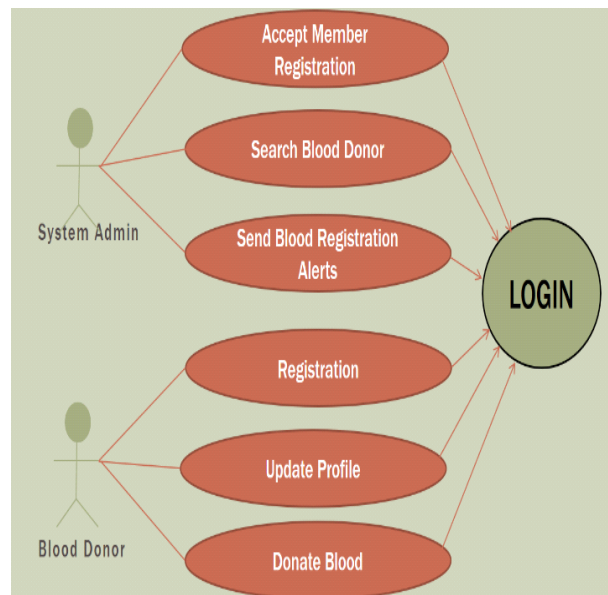 Accept Member
Registration
Search Blood Donor
System Admin
Send Blood Registration
Alerts
LOGIN
Registration
Update Profile
Blood Donor
Donate Blood